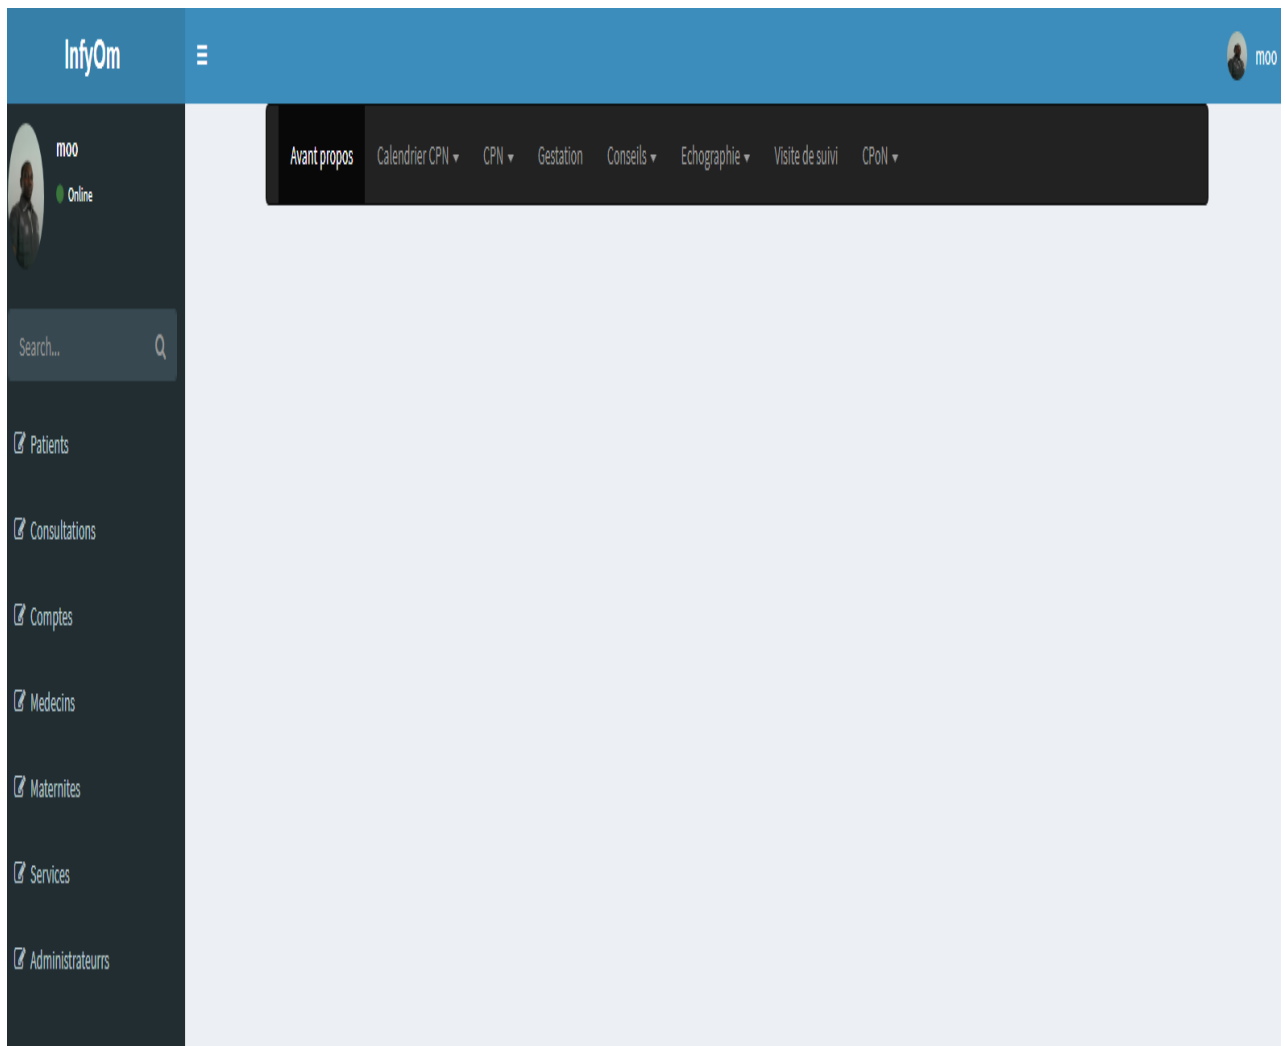 InfyOm
moo
moo
Online
Avant propos Calendrier CPN CPN Gestation Conseils Echographie Visite de suivi CPoN
Search...
Patients
Consultations
Comptes
Medecins
Maternites
Services
Administrateurrs